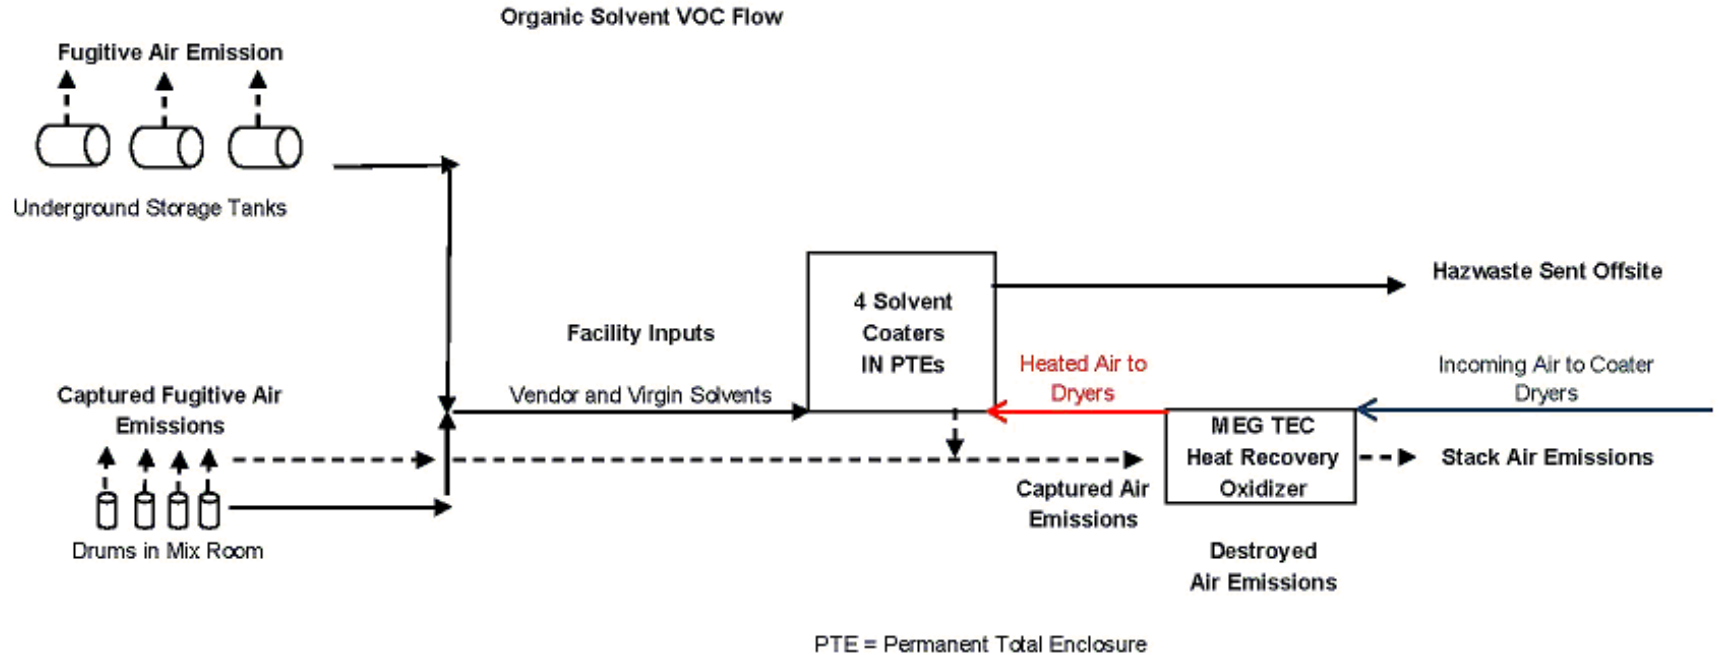 Organic Solvent VOC Flow
Fugitive Air Emission
Underground Storage Tanks
Hazwaste Sent Offsite
4 Solvent
Coaters
IN PTEs
Facility Inputs
Vendor and Virgin Solvents
Heated Air to
Dryers
Incoming Air to Coater
Dryers
Captured Fugitive Air
Emissions
MEG TEC
Heat Recovery
Oxidizer
Stack Air Emissions
Captured Air
Emissions
Drums in Mix Room
Destroyed
Air Emissions
PTE = Permanent Total Enclosure